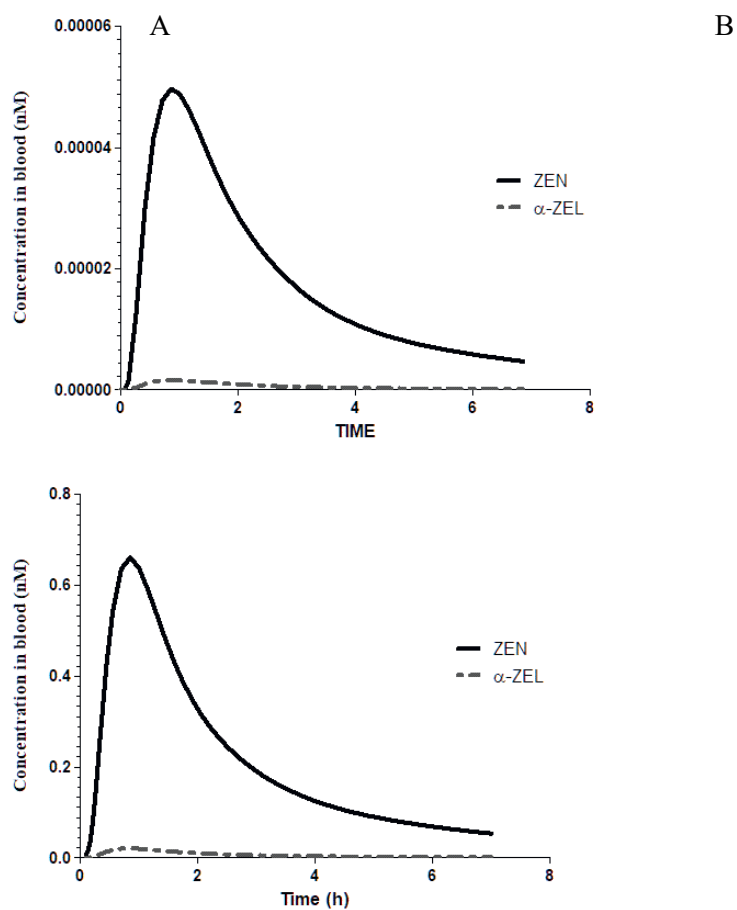 A
B
0.00006
0.00004
0.00002
0.00000
Concentration in blood (nM)
ZEN
α-ZEL
0 2 4 6 8
TIME
0.8
0.6
0.4
0.2
0.0
Concentration in blood (nM)
ZEN
α-ZEL
0 2 4 6 8
Time (h)